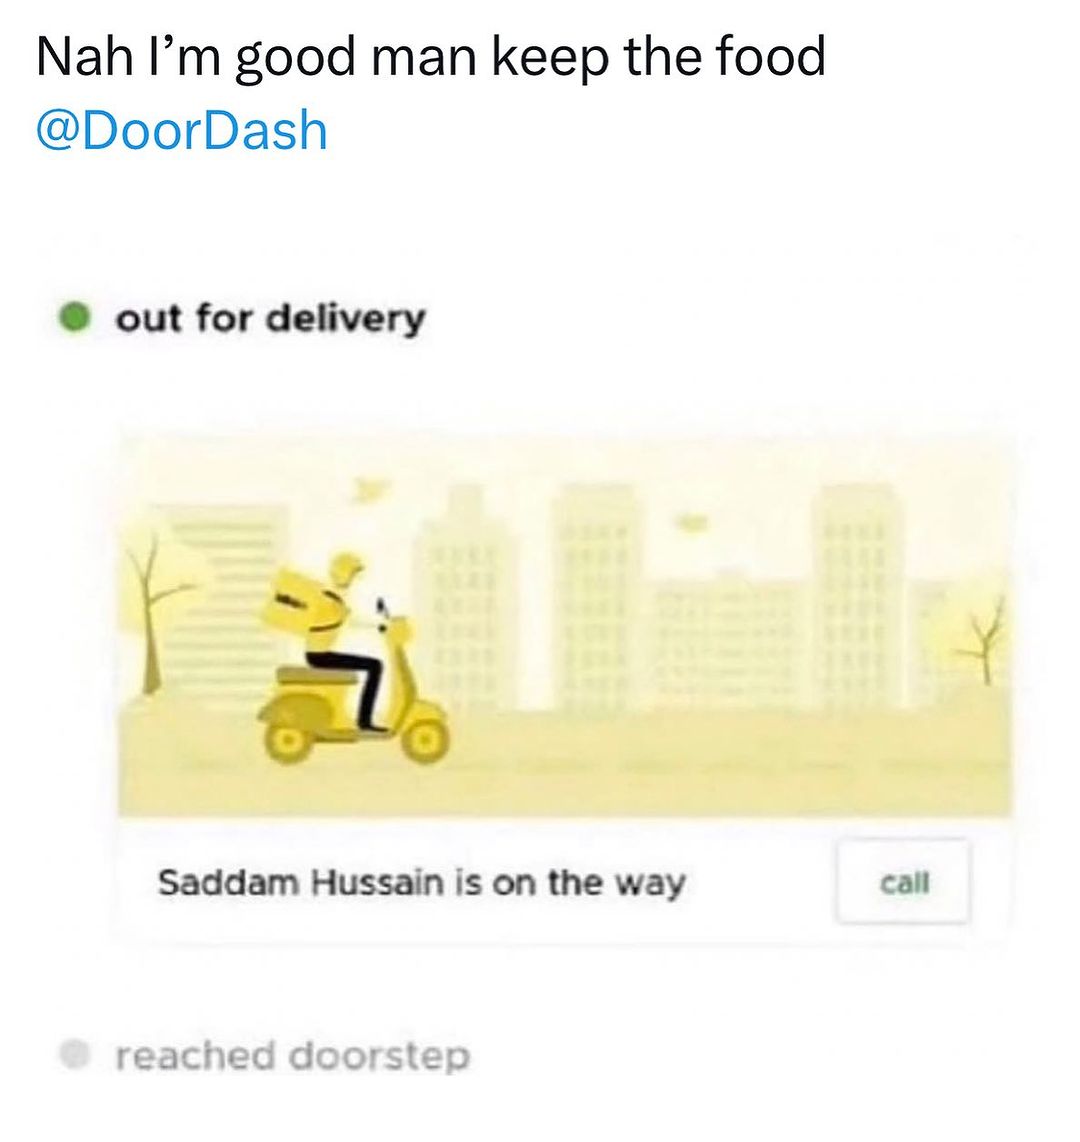 Nah I’m good man keep the food
@DoorDash
out for delivery
Saddam Hussain is on the way
call
reached doorstep